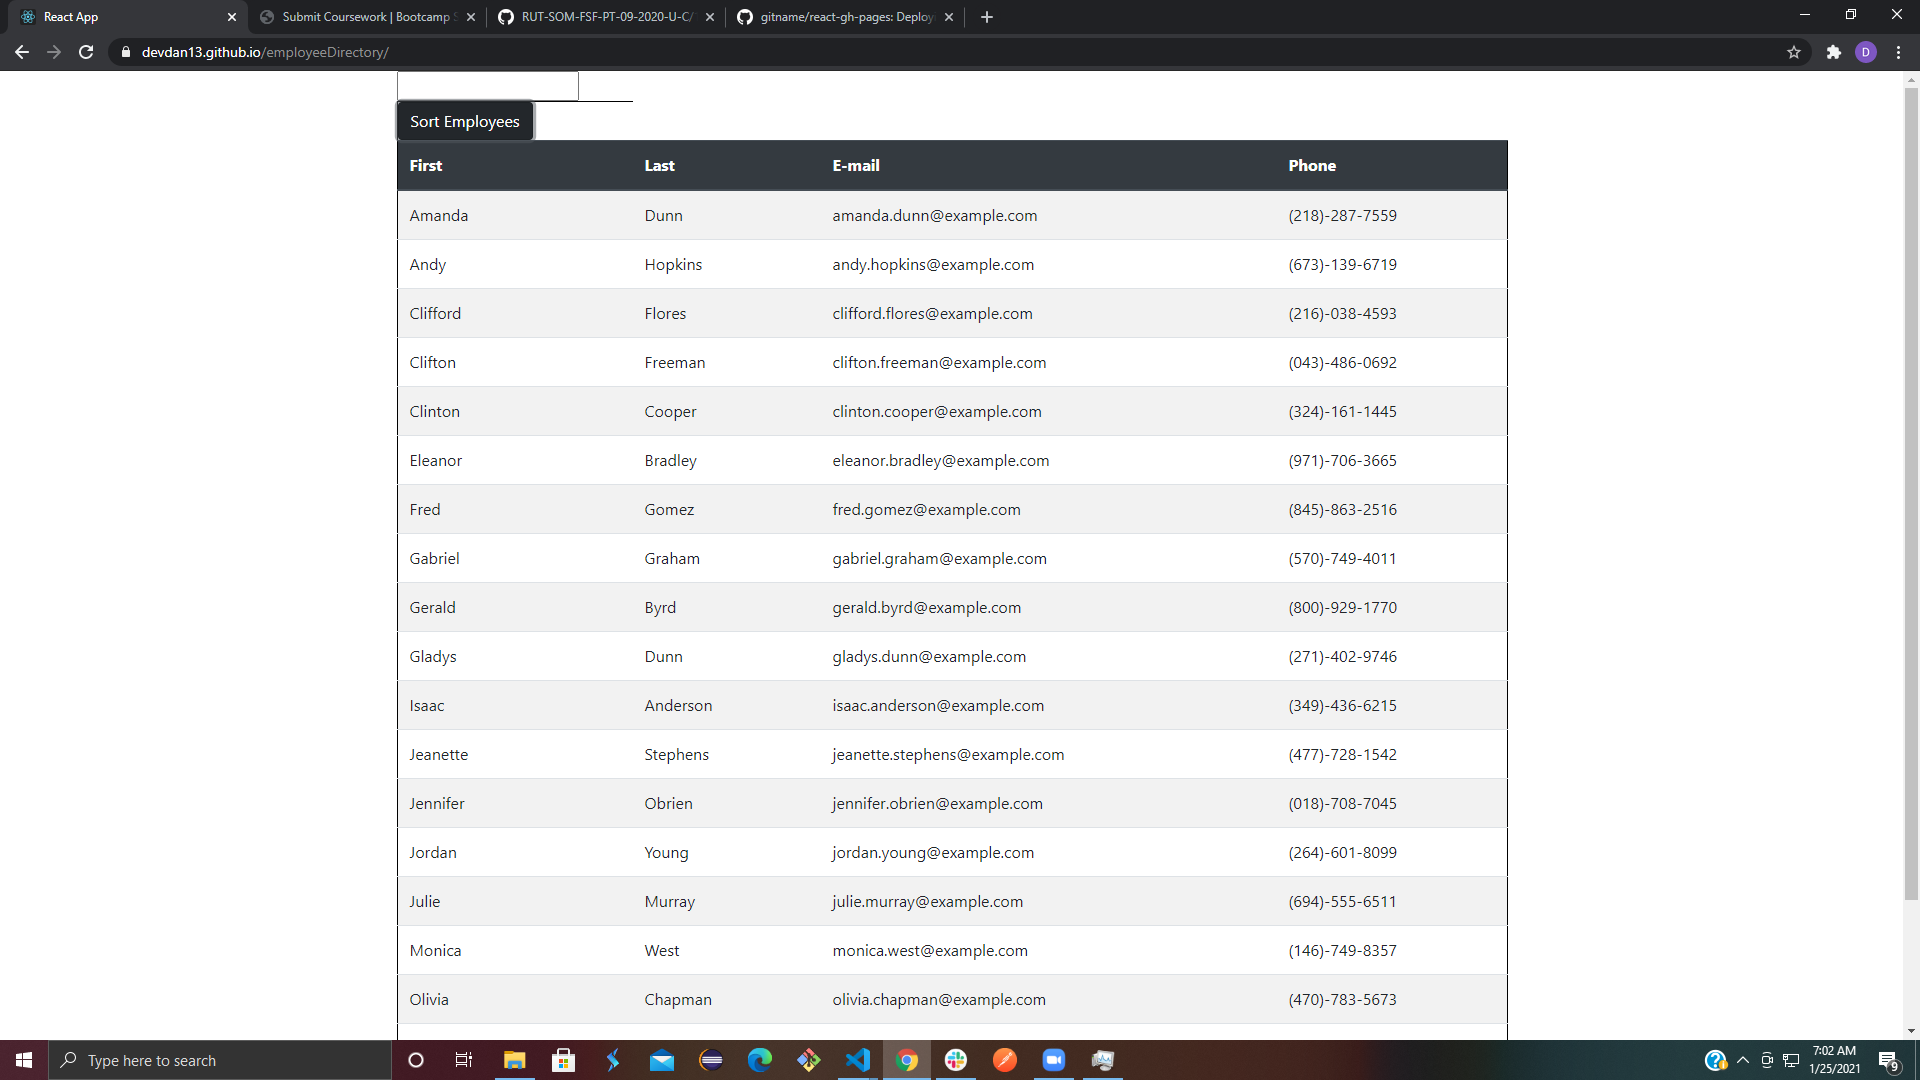 React App
Submit Coursework | Bootcamp S
RUT-SOM-FSF-PT-09-2020-U-C/
gitname/react-gh-pages: Deploy
devdan13.github.io/employeeDirectory/
D
Sort Employees
First Last E-mail Phone
Amanda Dunn amanda.dunn@example.com (218)-287-7559
Andy Hopkins andy.hopkins@example.com (673)-139-6719
Clifford Flores clifford.flores@example.com (216)-038-4593
Clifton Freeman clifton.freeman@example.com (043)-486-0692
Clinton Cooper clinton.cooper@example.com (324)-161-1445
Eleanor Bradley eleanor.bradley@example.com (971)-706-3665
Fred Gomez fred.gomez@example.com (845)-863-2516
Gabriel Graham gabriel.graham@example.com (570)-749-4011
Gerald Byrd gerald.byrd@example.com (800)-929-1770
Gladys Dunn gladys.dunn@example.com (271)-402-9746
Isaac Anderson isaac.anderson@example.com (349)-436-6215
Jeanette Stephens jeanette.stephens@example.com (477)-728-1542
Jennifer Obrien jennifer.obrien@example.com (018)-708-7045
Jordan Young jordan.young@example.com (264)-601-8099
Julie Murray julie.murray@example.com (694)-555-6511
Monica West monica.west@example.com (146)-749-8357
Olivia Chapman olivia.chapman@example.com (470)-783-5673
Type here to search
7:02 AM
1/25/2021
9